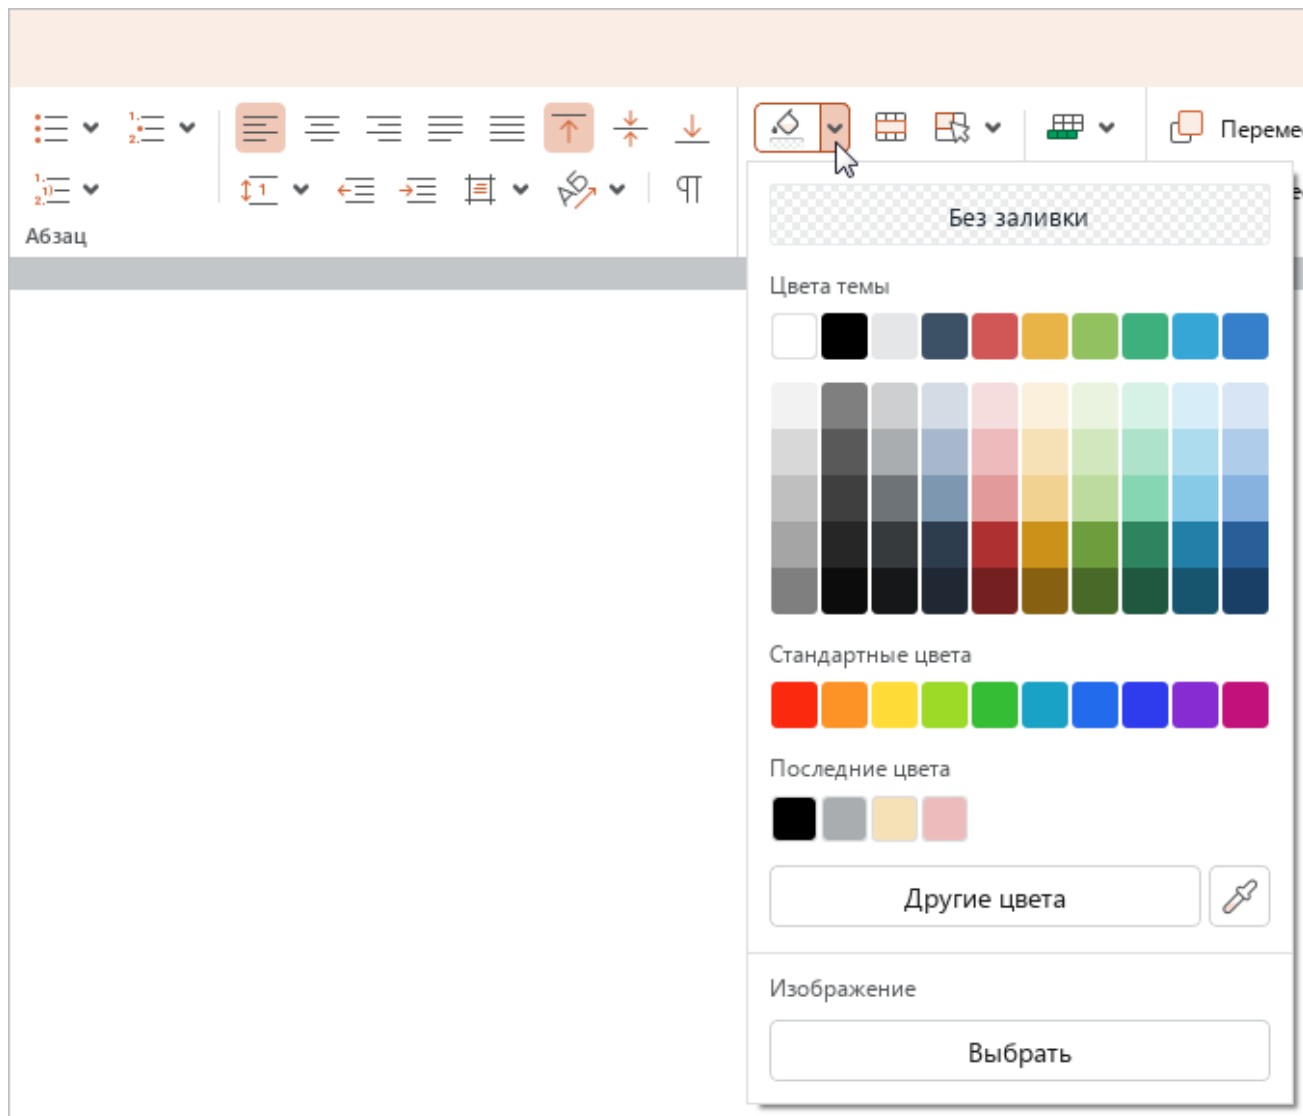 Переме
Абзац
Без заливки
Цвета темы
Стандартные цвета
Последние цвета
Другие цвета
Изображение
Выбрать